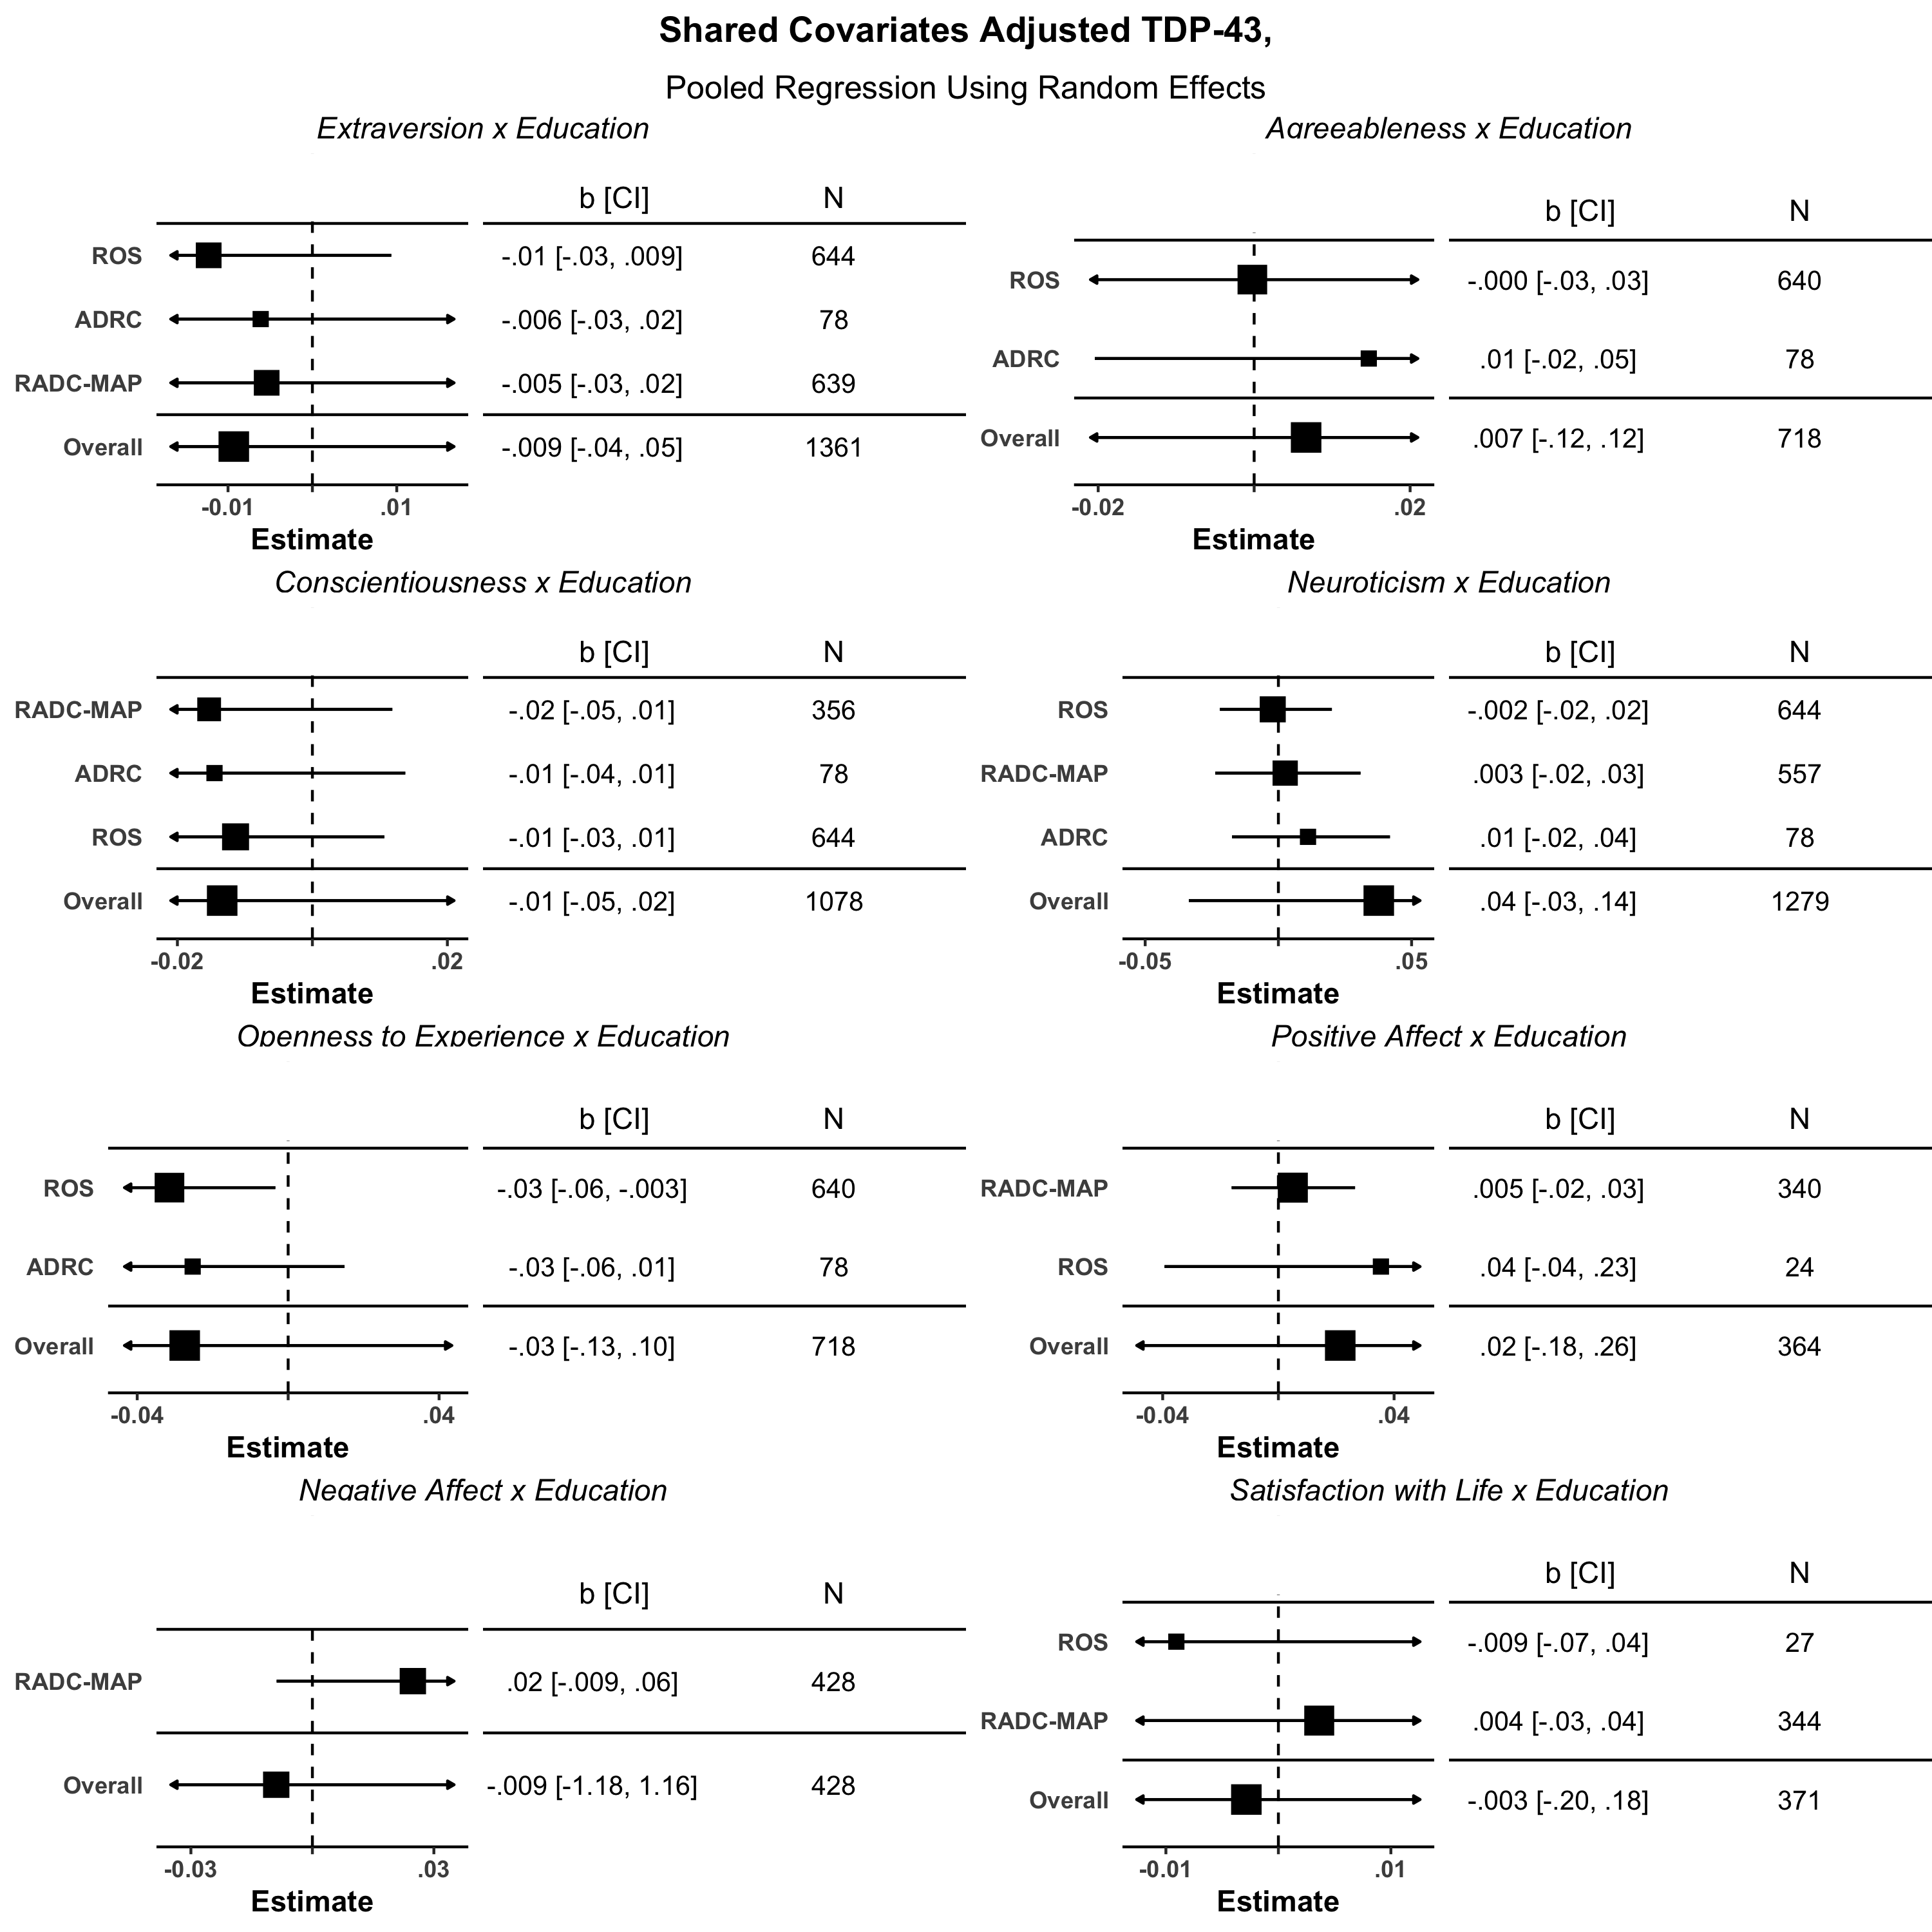 Shared Covariates Adjusted TDP-43,
Pooled Regression Using Random Effects
Extraversion x Education
b [CI] N
ROS -.01 [-.03, .009] 644
ADRC -.006 [-.03, .02] 78
RADC-MAP -.005 [-.03, .02] 639
Overall -.009 [-.04, .05] 1361
-0.01 .01
Estimate
Agreeableness x Education
b [CI] N
ROS -.000 [-.03, .03] 640
ADRC .01 [-.02, .05] 78
Overall .007 [-.12, .12] 718
-0.02 .02
Estimate
Conscientiousness x Education
b [CI] N
RADC-MAP -.02 [-.05, .01] 356
ADRC -.01 [-.04, .01] 78
ROS -.01 [-.03, .01] 644
Overall -.01 [-.05, .02] 1078
-0.02 .02
Estimate
Neuroticism x Education
b [CI] N
ROS -.002 [-.02, .02] 644
RADC-MAP .003 [-.02, .03] 557
ADRC .01 [-.02, .04] 78
Overall .04 [-.03, .14] 1279
-0.05 .05
Estimate
Openness to Experience x Education
b [CI] N
ROS -.03 [-.06, -.003] 640
ADRC -.03 [-.06, .01] 78
Overall -.03 [-.13, .10] 718
-0.04 .04
Estimate
Positive Affect x Education
b [CI] N
RADC-MAP .005 [-.02, .03] 340
ROS .04 [-.04, .23] 24
Overall .02 [-.18, .26] 364
-0.04 .04
Estimate
Negative Affect x Education
b [CI] N
RADC-MAP .02 [-.009, .06] 428
Overall -.009 [-1.18, 1.16] 428
-0.03 .03
Estimate
Satisfaction with Life x Education
b [CI] N
ROS -.009 [-.07, .04] 27
RADC-MAP .004 [-.03, .04] 344
Overall -.003 [-.20, .18] 371
-0.01 .01
Estimate